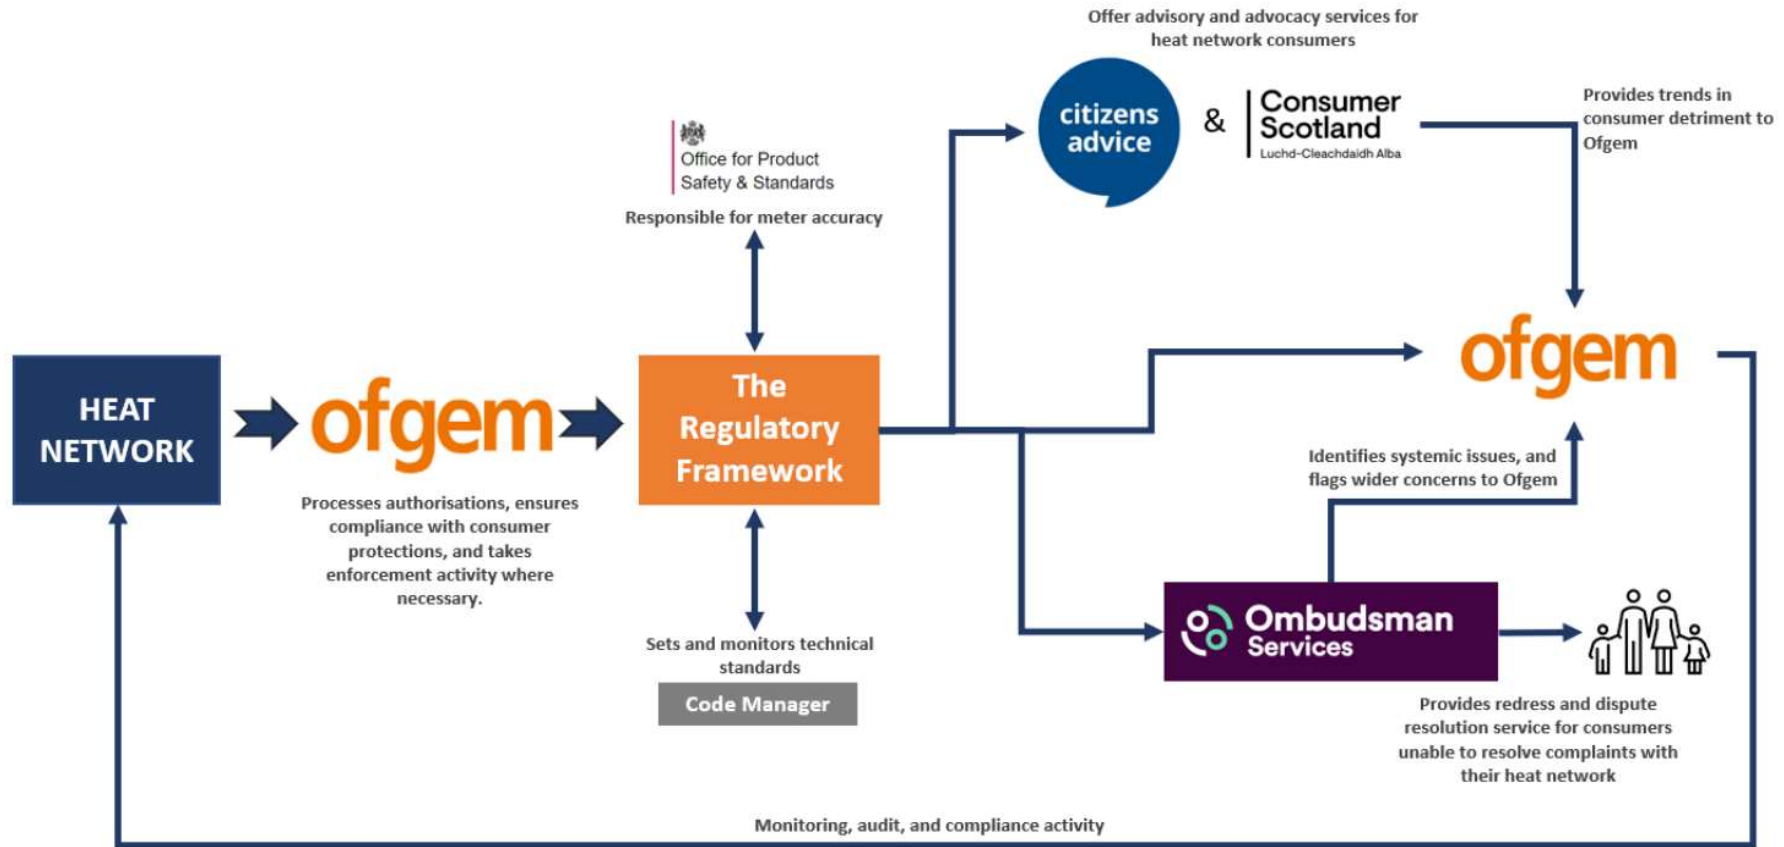 Offer advisory and advocacy services for
heat network consumers
citizens
advice
&
Consumer
Scotland
Luchd-Cleachdaidh Alba
Provides trends in
consumer detriment to
Ofgem
Office for Product
Safety & Standards
Responsible for meter accuracy
HEAT
NETWORK
ofgem
Processes authorisations, ensures
compliance with consumer
protections, and takes
enforcement activity where
necessary.
The
Regulatory
Framework
ofgem
Identifies systemic issues, and
flags wider concerns to Ofgem
Sets and monitors technical
standards
Code Manager
Ombudsman
Services
Provides redress and dispute
resolution service for consumers
unable to resolve complaints with
their heat network
Monitoring, audit, and compliance activity